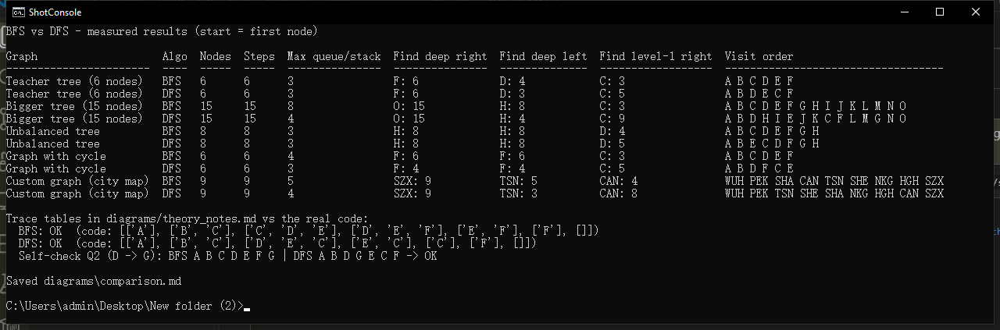 ShotConsole
BFS vs DFS - measured results (start = first node)
Graph Algo Nodes Steps Max queue/stack Find deep right Find deep left Find level-1 right Visit order
----------------------- ---- ----- ----- --------------- --------------- -------------- ------------------ -----------------------------------
Teacher tree (6 nodes) BFS 6 6 3 F: 6 D: 4 C: 3 A B C D E F
Teacher tree (6 nodes) DFS 6 6 3 F: 6 D: 3 C: 5 A B D E C F
Bigger tree (15 nodes) BFS 15 15 8 O: 15 H: 8 C: 3 A B C D E F G H I J K L M N O
Bigger tree (15 nodes) DFS 15 15 4 O: 15 H: 4 C: 9 A B D H I E J K C F L M G N O
Unbalanced tree BFS 8 8 3 H: 8 H: 8 D: 4 A B C D E F G H
Unbalanced tree DFS 8 8 3 H: 8 H: 8 D: 5 A B E C D F G H
Graph with cycle BFS 6 6 4 F: 6 F: 6 C: 3 A B C D E F
Graph with cycle DFS 6 6 3 F: 4 F: 4 C: 5 A B D F C E
Custom graph (city map) BFS 9 9 5 SZX: 9 TSN: 5 CAN: 4 WUH PEK SHA CAN TSN SHE NKG HGH SZX
Custom graph (city map) DFS 9 9 4 SZX: 9 TSN: 3 CAN: 8 WUH PEK TSN SHE SHA NKG HGH CAN SZX
Trace tables in diagrams/theory_notes.md vs the real code:
BFS: OK (code: [['A'], ['B', 'C'], ['C', 'D', 'E'], ['D', 'E', 'F'], ['E', 'F'], ['F'], []])
DFS: OK (code: [['A'], ['B', 'C'], ['D', 'E', 'C'], ['E', 'C'], ['C'], ['F'], []])
Self-check Q2 (D -> G): BFS A B C D E F G | DFS A B D G E C F -> OK
Saved diagrams\comparison.md
C:\Users\admin\Desktop\New folder (2)>